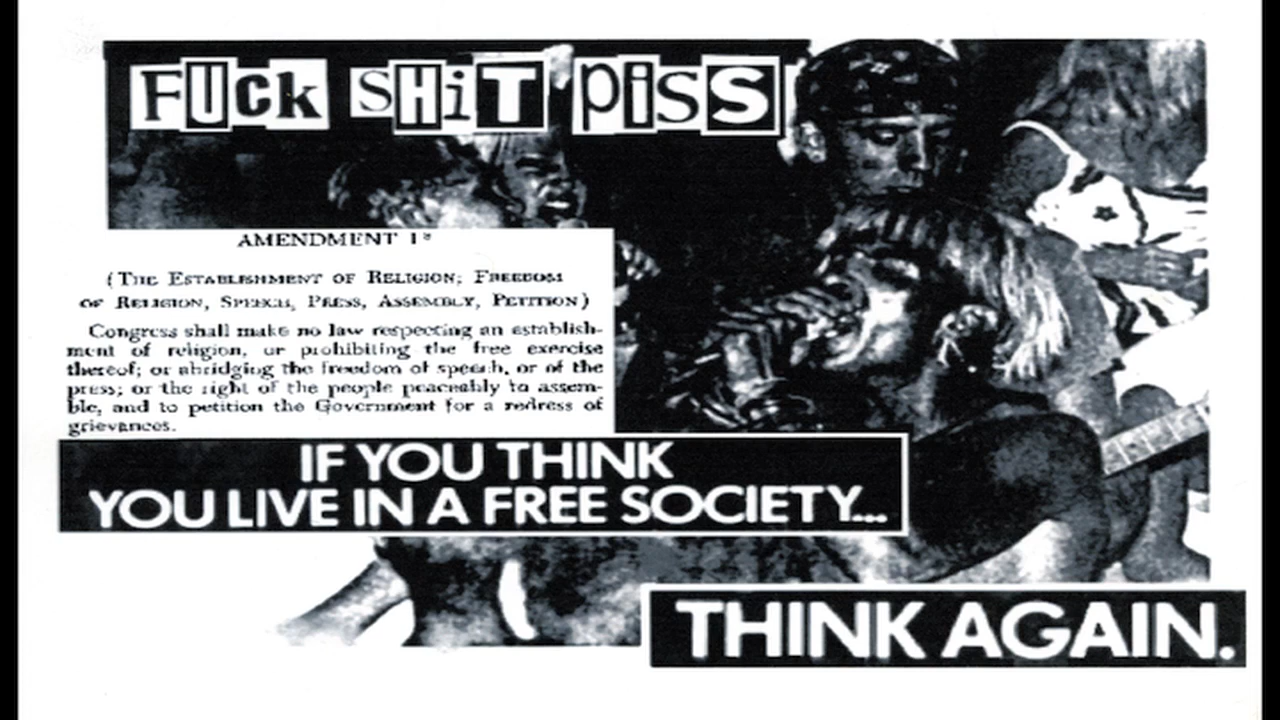 FUck SHiT piSS
AMENDMENT 1*
(THE ESTABLISHMENT OF RELIGION; FREEDOM
OF RELIGION, SPEECH, PRESS, ASSEMBLY, PETITION)
Congress shall make no law respecting an establish-
ment of religion, or prohibiting the free exercise
thereof; or abridging the freedom of speech, or of the
press; or the right of the people peaceably to assem-
ble, and to petition the Government for a redress of
grievances.
IF YOU THINK
YOU LIVE IN A FREE SOCIETY...
THINK AGAIN.